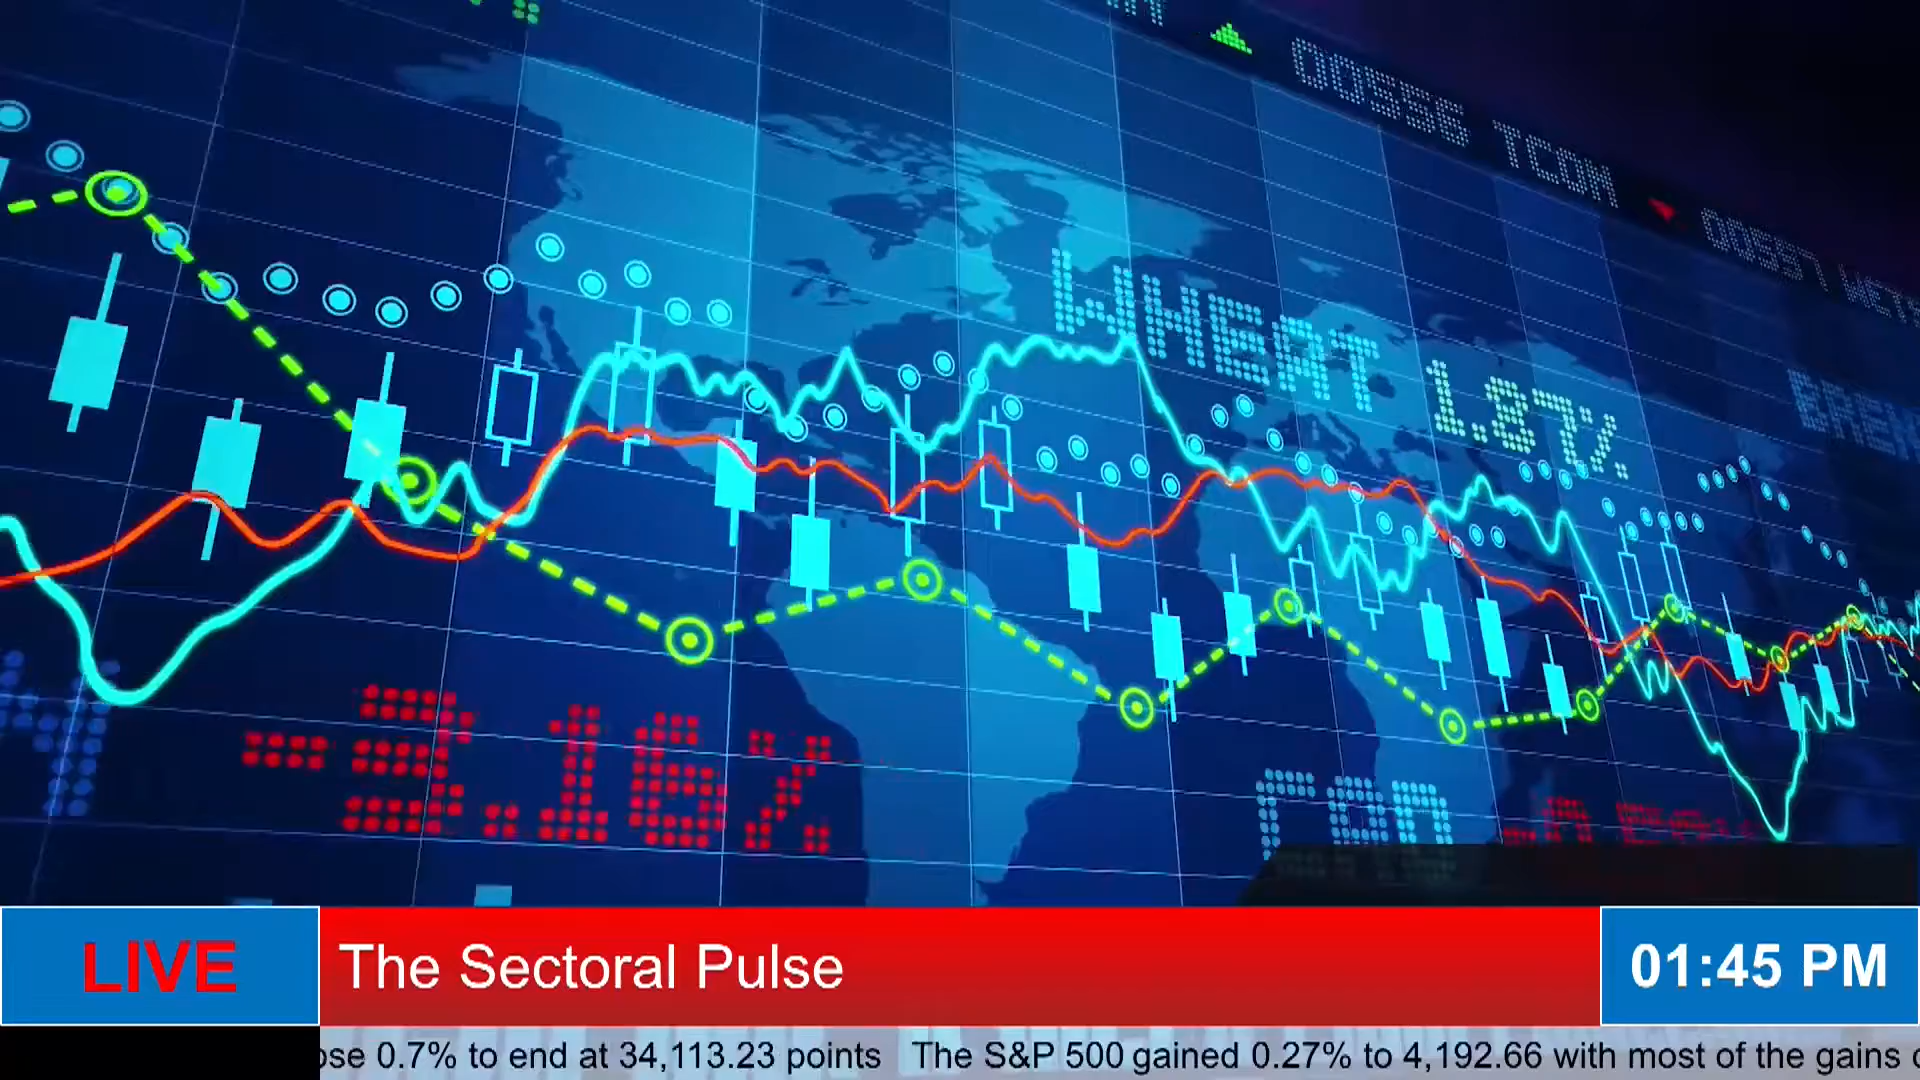 00556 TCOM
00557
WHEAT 1.87%
-3.16%
LIVE
The Sectoral Pulse
01:45 PM
ose 0.7% to end at 34,113.23 points The S&P 500 gained 0.27% to 4,192.66 with most of the gains